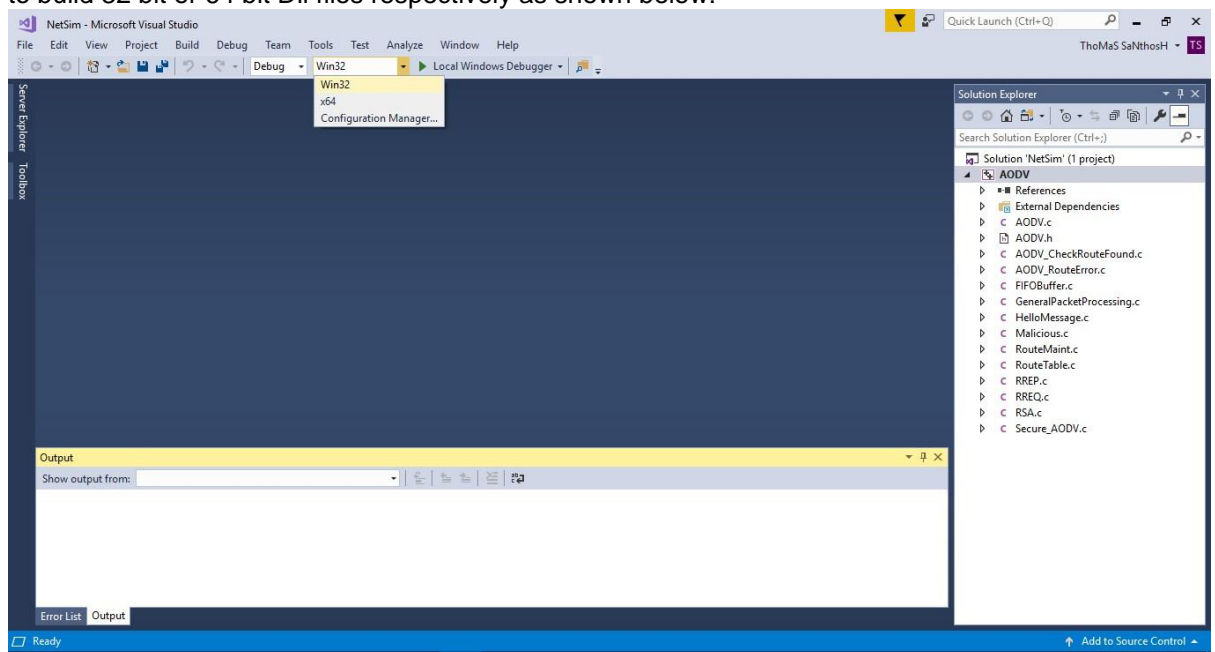 to build 32 bit or 64 bit Dll files respectively as shown below:
NetSim - Microsoft Visual Studio
Quick Launch (Ctrl+Q)
File Edit View Project Build Debug Team Tools Test Analyze Window Help
ThoMaS SaNthosH TS
Debug Win32 Local Windows Debugger
Win32
x64
Configuration Manager...
Server Explorer
Toolbox
Solution Explorer
Search Solution Explorer (Ctrl+;)
Solution 'NetSim' (1 project)
AODV
References
External Dependencies
C AODV.c
h AODV.h
C AODV_CheckRouteFound.c
C AODV_RouteError.c
C FIFOBuffer.c
C GeneralPacketProcessing.c
C HelloMessage.c
C Malicious.c
C RouteMaint.c
C RouteTable.c
C RREP.c
C RREQ.c
C RSA.c
C Secure_AODV.c
Output
Show output from:
Error List Output
Ready
Add to Source Control